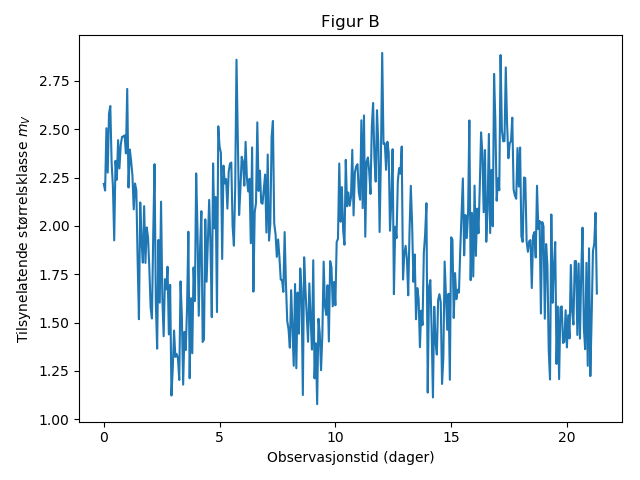 Figur B
Tilsynelatende størrelsklasse $m_V$
2.75
2.50
2.25
2.00
1.75
1.50
1.25
1.00
0 5 10 15 20
Observasjonstid (dager)